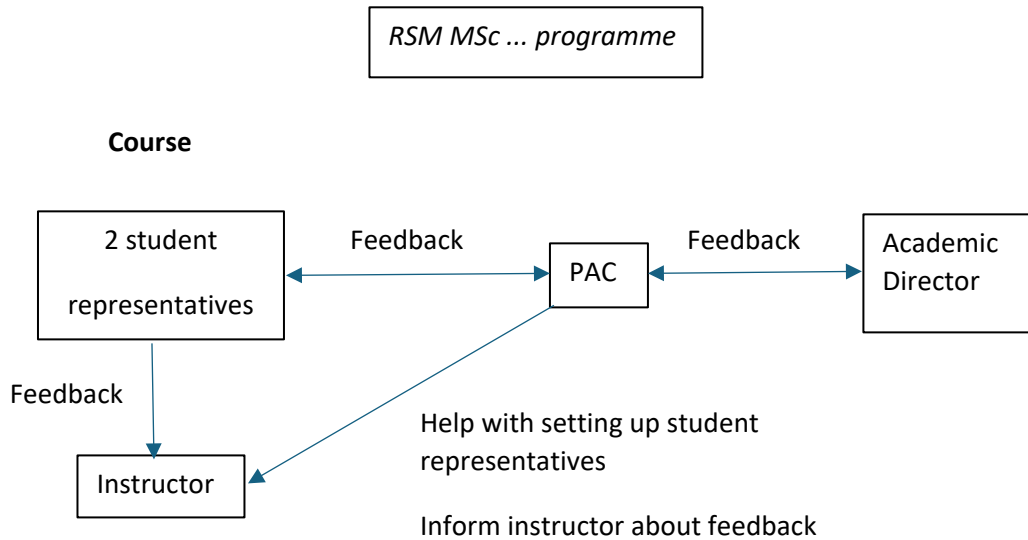 RSM MSc ... programme
Course
2 student
representatives
Feedback
PAC
Feedback
Academic
Director
Feedback
Instructor
Help with setting up student
representatives
Inform instructor about feedback